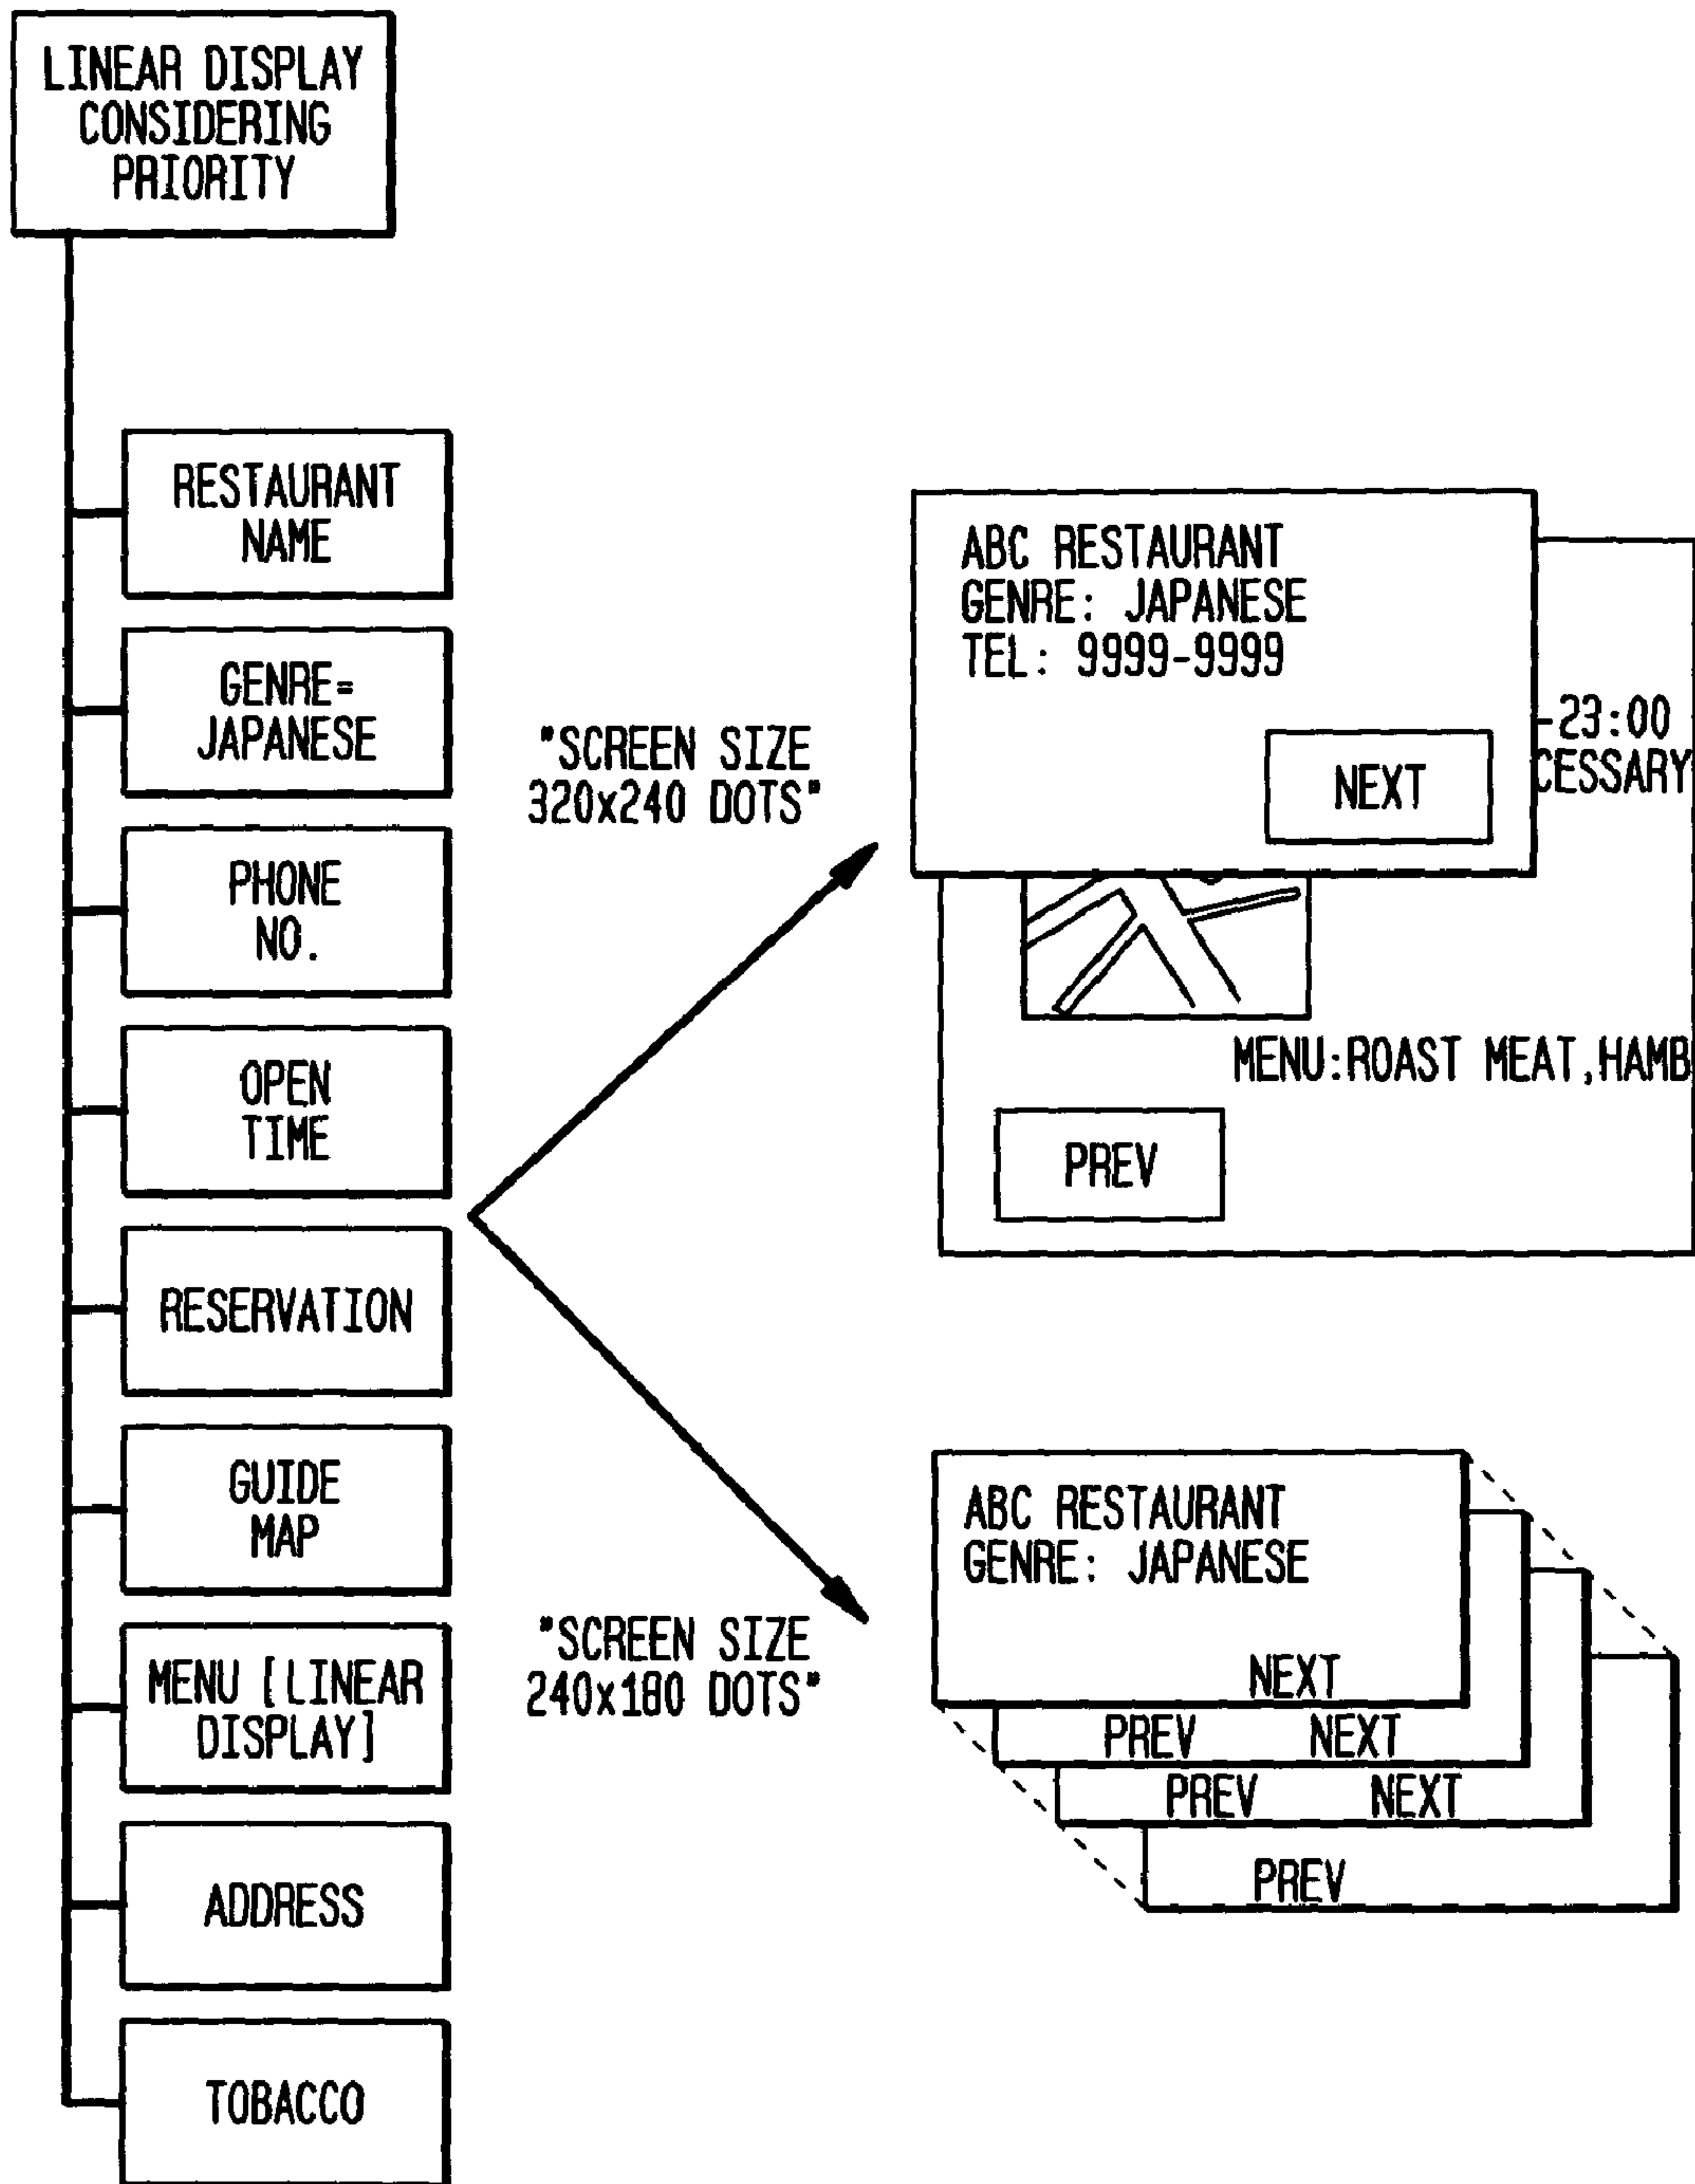 LINEAR DISPLAY
CONSIDERING
PRIORITY
RESTAURANT
NAME
GENRE=
JAPANESE
PHONE
NO.
OPEN
TIME
RESERVATION
GUIDE
MAP
MENU [LINEAR
DISPLAY]
ADDRESS
TOBACCO
"SCREEN SIZE
320x240 DOTS"
ABC RESTAURANT
GENRE: JAPANESE
TEL: 9999-9999
NEXT
-23:00
CESSARY
MENU:ROAST MEAT,HAMB
PREV
"SCREEN SIZE
240x180 DOTS"
ABC RESTAURANT
GENRE: JAPANESE
NEXT
PREV NEXT
PREV NEXT
PREV